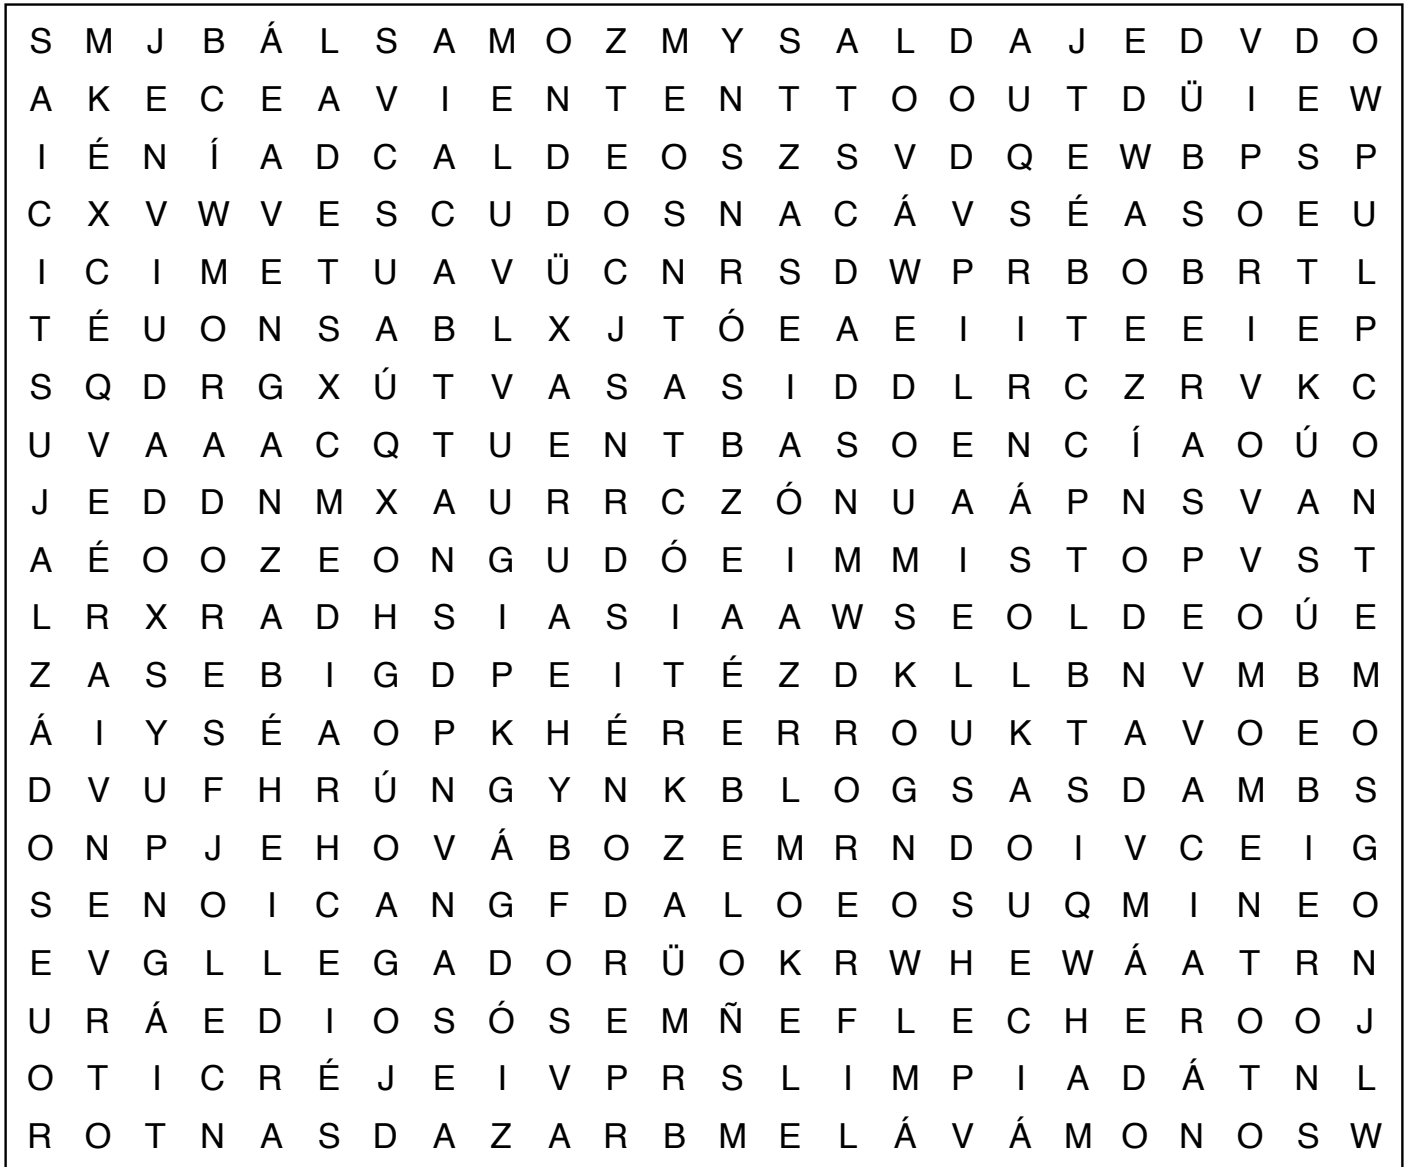 S M J B Á L S A M O Z M Y S A L D A J E D V D O
A K E C E A V I E N T E N T T O O U T D Ü I E W
I É N Í A D C A L D E O S Z S V D Q E W B P S P
C X V W V E S C U D O S N A C Á V S É A S O E U
I C I M E T U A V Ü C N R S D W P R B O B R T L
T É U O N S A B L X J T Ó E A E I I T E E I E P
S Q D R G X Ú T V A S A S I D D L R C Z R V K C
U V A A A C Q T U E N T B A S O E N C Í A O Ú O
J E D D N M X A U R R C Z Ó N U A Á P N S V A N
A É O O Z E O N G U D Ó E I M M I S T O P V S T
L R X R A D H S I A S I A A W S E O L D E O Ú E
Z A S E B I G D P E I T É Z D K L L B N V M B M
Á I Y S É A O P K H É R E R R O U K T A V O E O
D V U F H R Ú N G Y N K B L O G S A S D A M B S
O N P J E H O V Á B O Z E M R N D O I V C E I G
S E N O I C A N G F D A L O E O S U Q M I N E O
E V G L L E G A D O R Ü O K R W H E W Á A T R N
U R Á E D I O S Ó S E M Ñ E F L E C H E R O O J
O T I C R É J E I V P R S L I M P I A D Á T N L
R O T N A S D A Z A R B M E L Á V Á M O N O S W